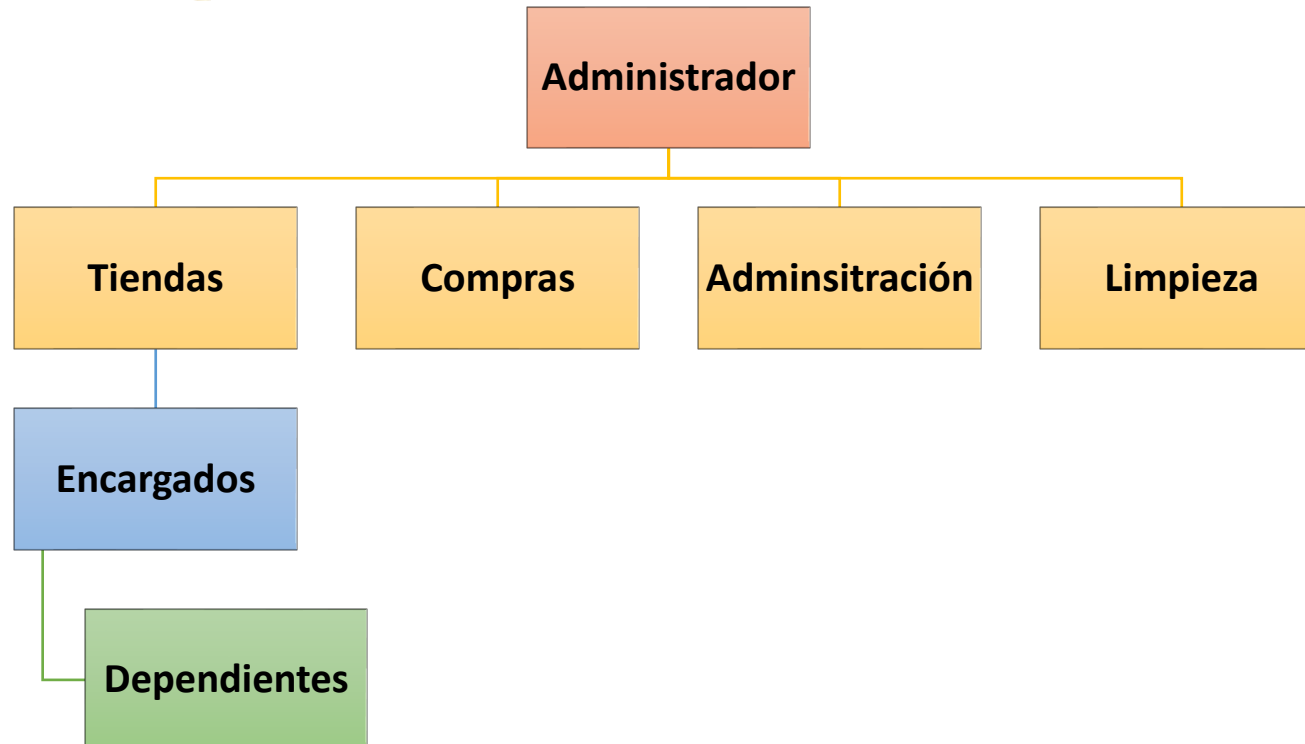 Administrador
Tiendas
Compras
Adminsitración
Limpieza
Encargados
Dependientes